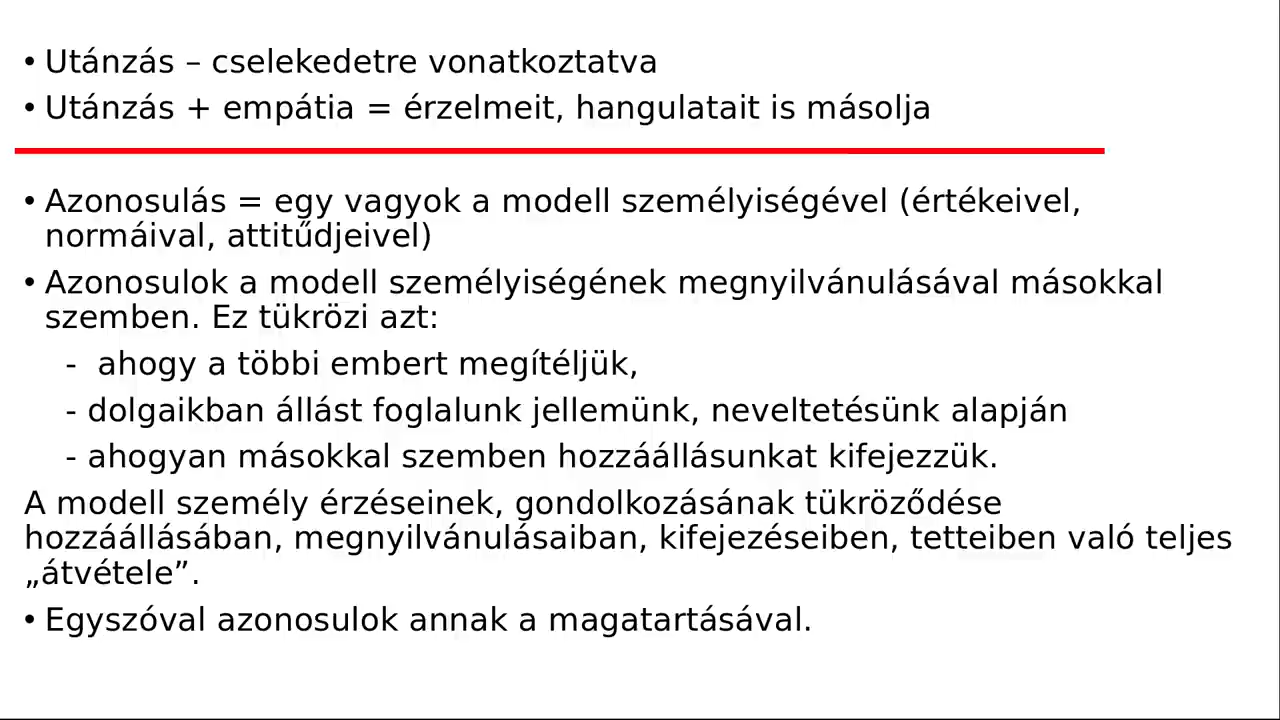 • Utánzás – cselekedetre vonatkoztatva
• Utánzás + empátia = érzelmeit, hangulatait is másolja
• Azonosulás = egy vagyok a modell személyiségével (értékeivel,
normáival, attitűdjeivel)
• Azonosulok a modell személyiségének megnyilvánulásával másokkal
szemben. Ez tükrözi azt:
- ahogy a többi embert megítéljük,
- dolgaikban állást foglalunk jellemünk, neveltetésünk alapján
- ahogyan másokkal szemben hozzáállásunkat kifejezzük.
A modell személy érzéseinek, gondolkozásának tükröződése
hozzáállásában, megnyilvánulásaiban, kifejezéseiben, tetteiben való teljes
„átvétele”.
• Egyszóval azonosulok annak a magatartásával.